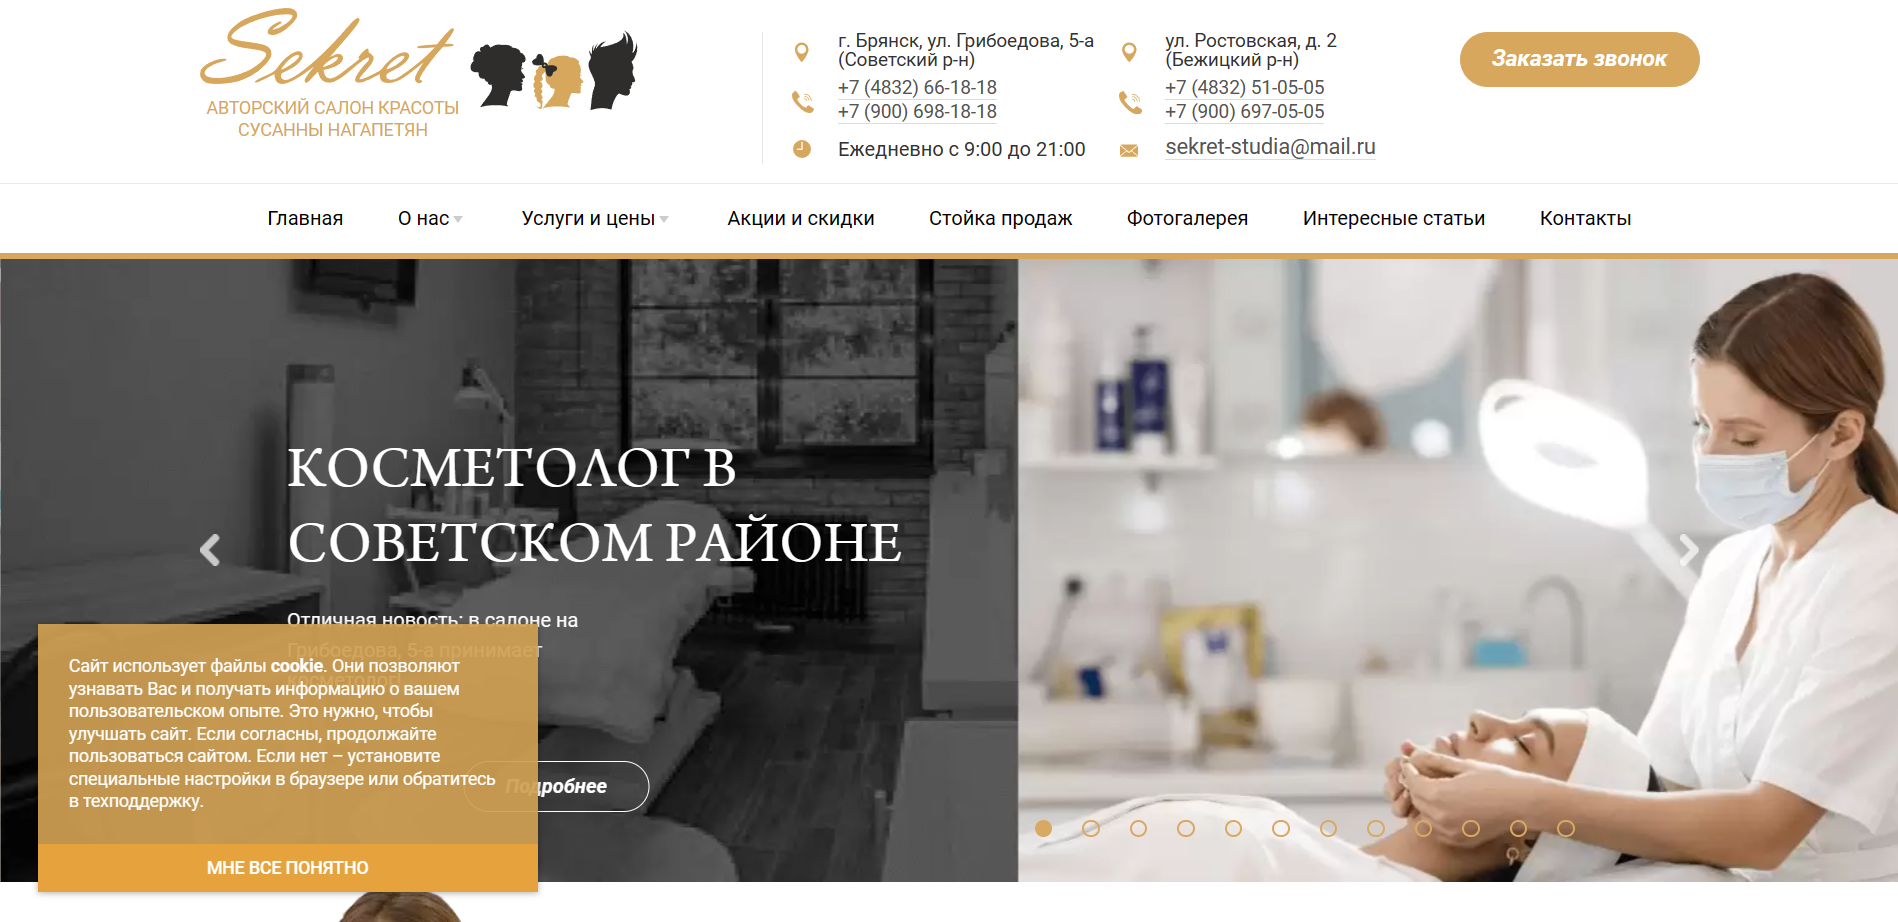 Sekret
АВТОРСКИЙ САЛОН КРАСОТЫ
СУСАННЫ НАГАПЕТЯН
г. Брянск, ул. Грибоедова, 5-а
(Советский р-н)
+7 (4832) 66-18-18
+7 (900) 698-18-18
Ежедневно с 9:00 до 21:00
ул. Ростовская, д. 2
(Бежицкий р-н)
+7 (4832) 51-05-05
+7 (900) 697-05-05
sekret-studia@mail.ru
Заказать звонок
Главная
О нас
Услуги и цены
Акции и скидки
Стойка продаж
Фотогалерея
Интересные статьи
Контакты
КОСМЕТОЛОГ В
СОВЕТСКОМ РАЙОНЕ
Отличная новость: в салоне на
Грибоедова, 5-а принимает
косметолог!
Подробнее
Сайт использует файлы cookie. Они позволяют
узнавать Вас и получать информацию о вашем
пользовательском опыте. Это нужно, чтобы
улучшать сайт. Если согласны, продолжайте
пользоваться сайтом. Если нет – установите
специальные настройки в браузере или обратитесь
в техподдержку.
МНЕ ВСЕ ПОНЯТНО